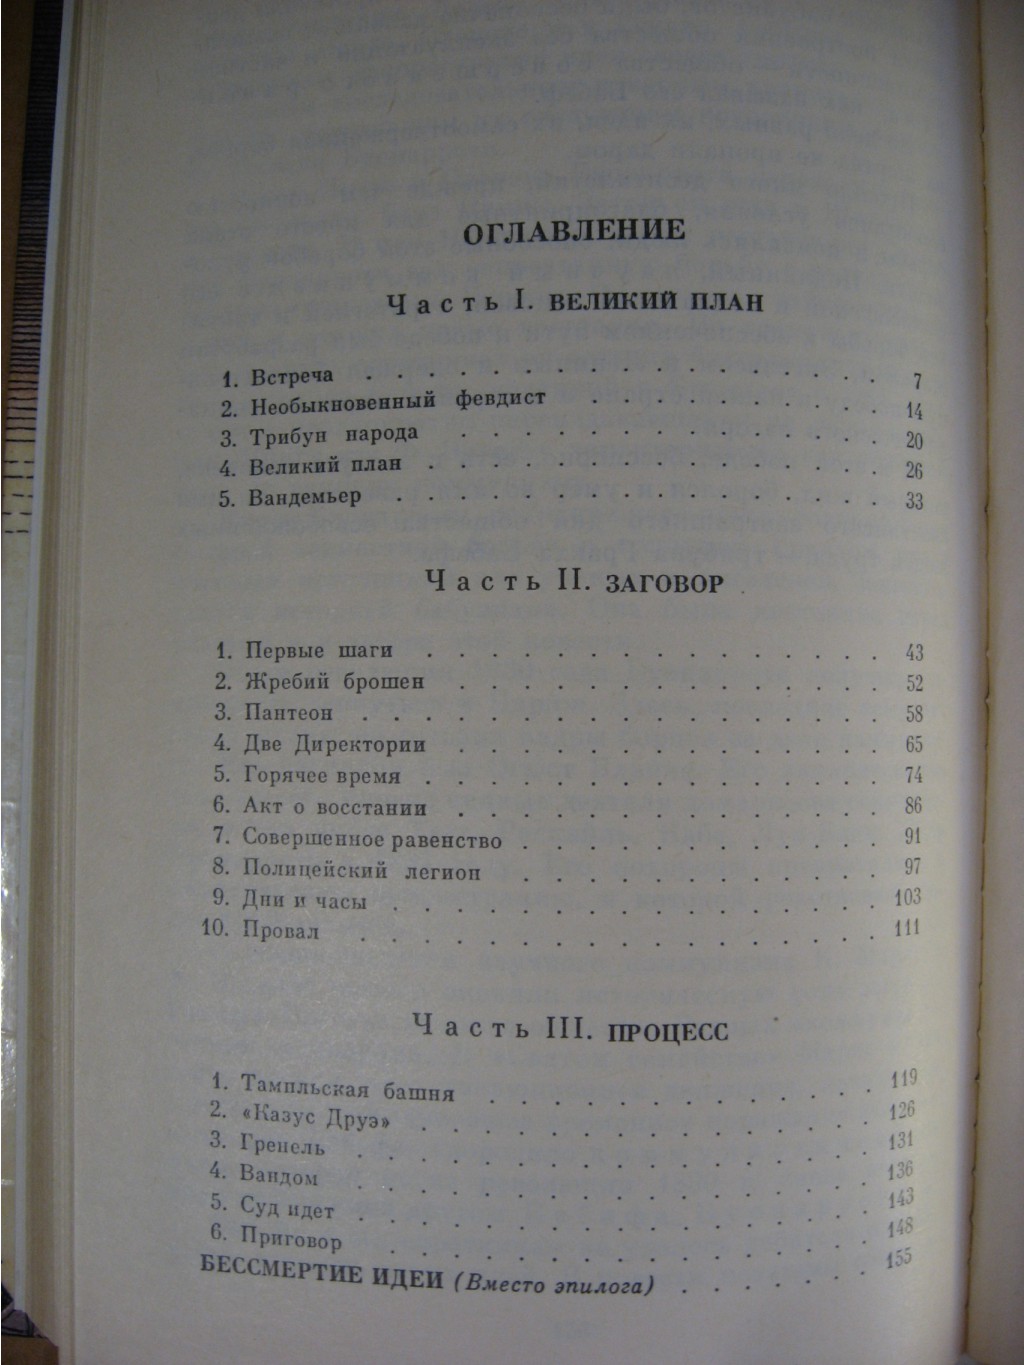 ОГЛАВЛЕНИЕ
Часть I. ВЕЛИКИЙ ПЛАН
1. Встреча . . . . . . . . . . . . . . . . 7
2. Необыкновенный февдист . . . . . . . . . . 14
3. Трибун народа . . . . . . . . . . . . . 20
4. Великий план . . . . . . . . . . . . . . 26
5. Вандемьер . . . . . . . . . . . . . . . 33
Часть II. ЗАГОВОР
1. Первые шаги . . . . . . . . . . . . . . 43
2. Жребий брошен . . . . . . . . . . . . . 52
3. Пантеон . . . . . . . . . . . . . . . . 58
4. Две Директории . . . . . . . . . . . . . 65
5. Горячее время . . . . . . . . . . . . . . 74
6. Акт о восстании . . . . . . . . . . . . . 86
7. Совершенное равенство . . . . . . . . . . . 91
8. Полицейский легион . . . . . . . . . . . 97
9. Дни и часы . . . . . . . . . . . . . . . 103
10. Провал . . . . . . . . . . . . . . . . 111
Часть III. ПРОЦЕСС
1. Тампльская башня . . . . . . . . . . . . 119
2. «Казус Друэ» . . . . . . . . . . . . . . 126
3. Гренель . . . . . . . . . . . . . . . . 131
4. Вандом . . . . . . . . . . . . . . . . 136
5. Суд идет . . . . . . . . . . . . . . . . 143
6. Приговор . . . . . . . . . . . . . . . 148
БЕССМЕРТИЕ ИДЕИ (Вместо эпилога) . . . . . . 155